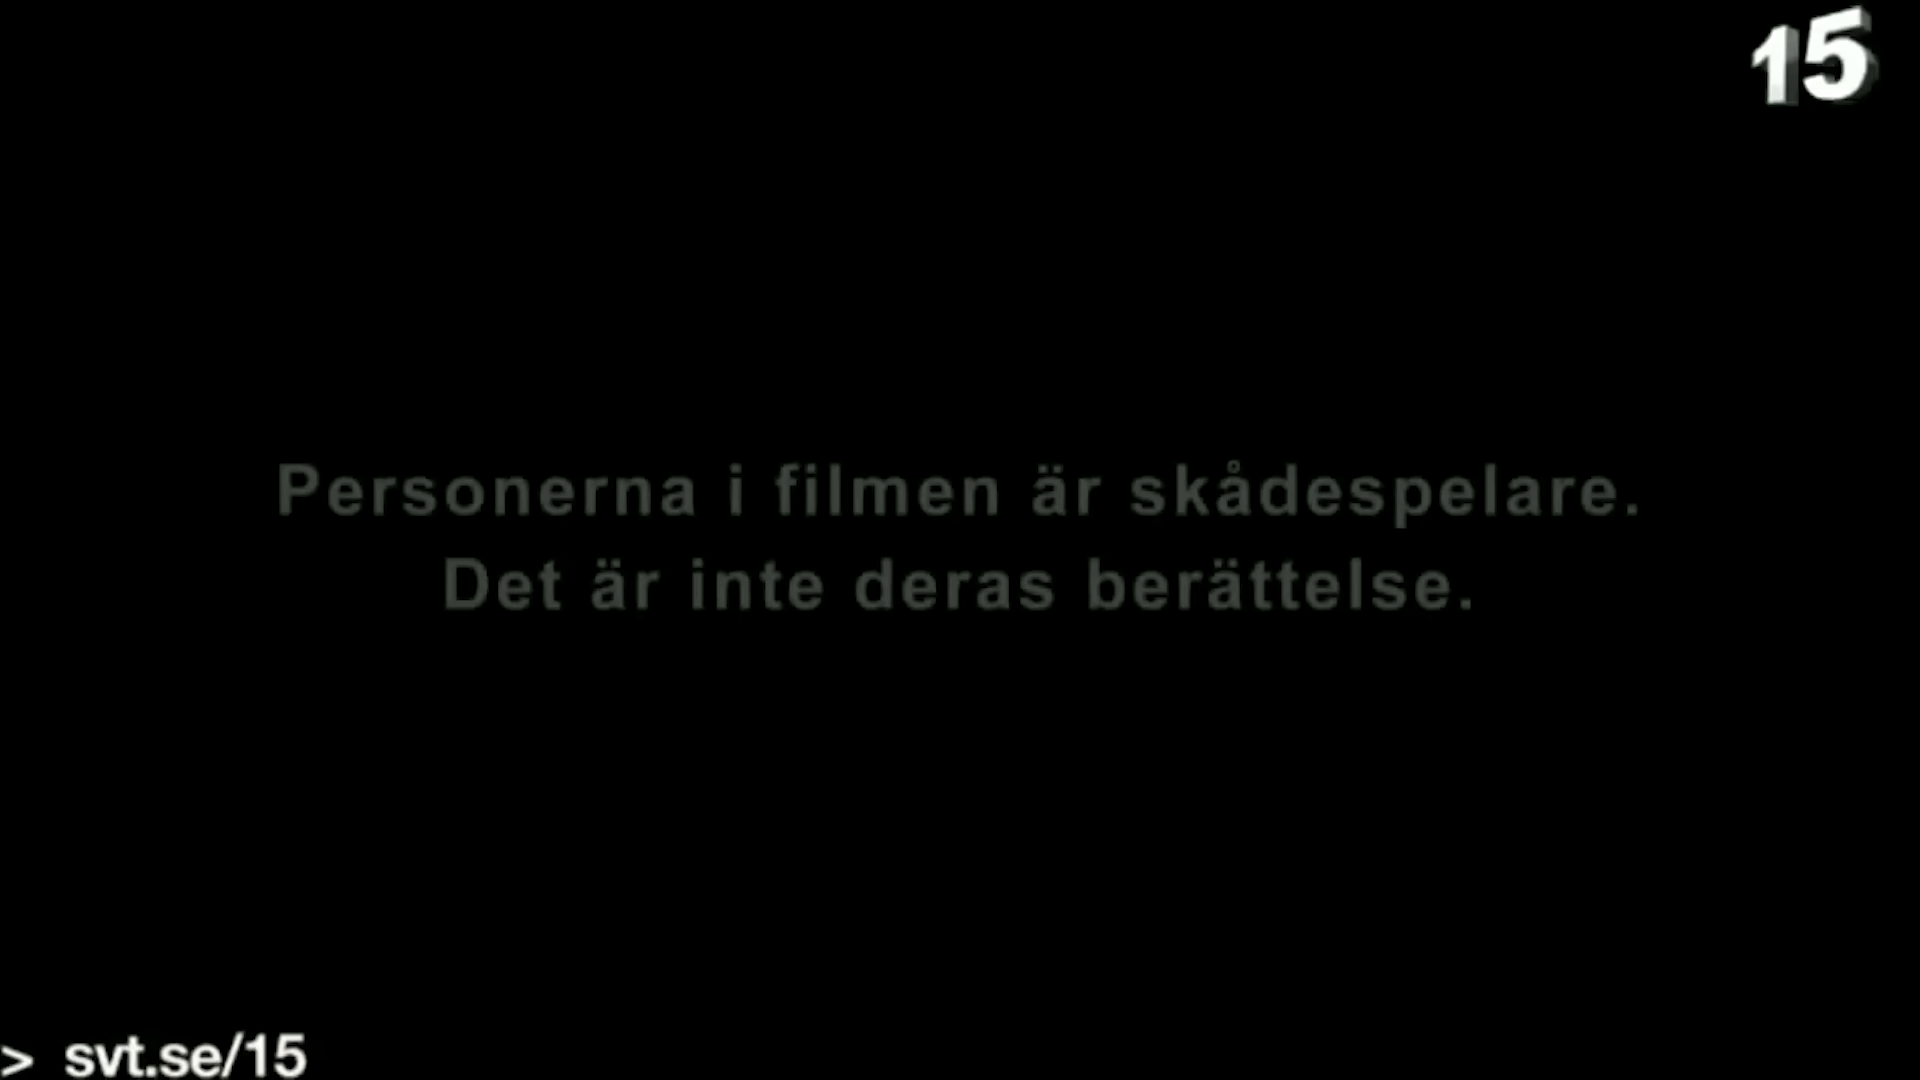 15
Personerna i filmen är skådespelare.
Det är inte deras berättelse.
> svt.se/15